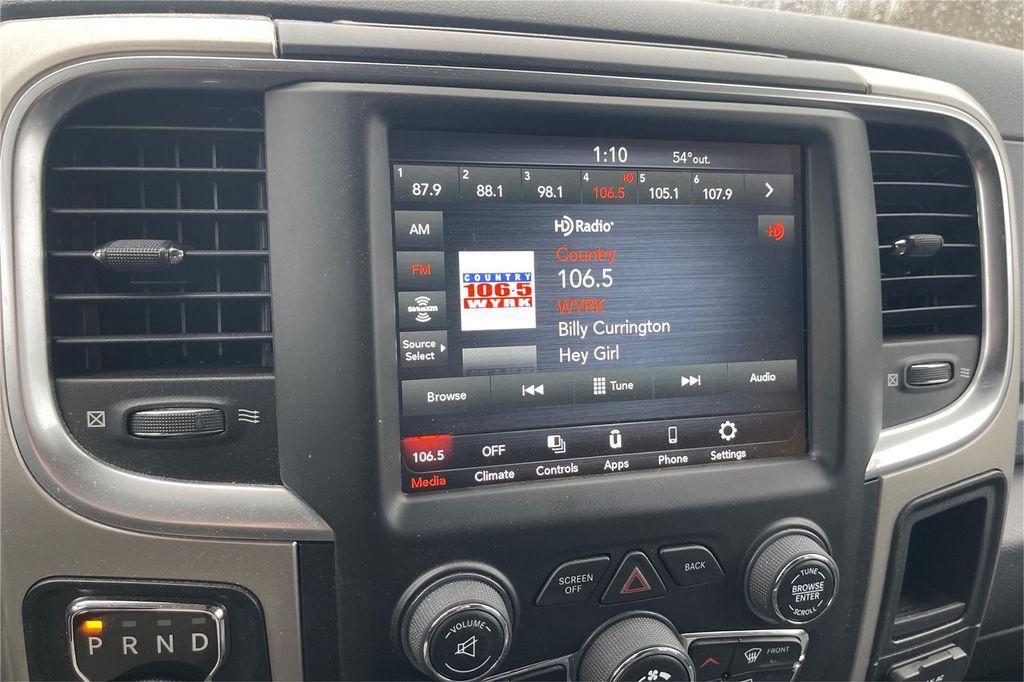 1:10 54°out.
1 87.9 2 88.1 3 98.1 4 106.5 5 105.1 6 107.9
AM
HD Radio
FM
Country
106.5
WYRK
Billy Currington
Hey Girl
COUNTRY
106.5
WYRK
SiriusXM
Source
Select
Browse Tune Audio
106.5 OFF
Media Climate Controls Apps Phone Settings
SCREEN
OFF
BACK
VOLUME
TUNE
BROWSE
ENTER
SCROLL
FRONT
P R N D